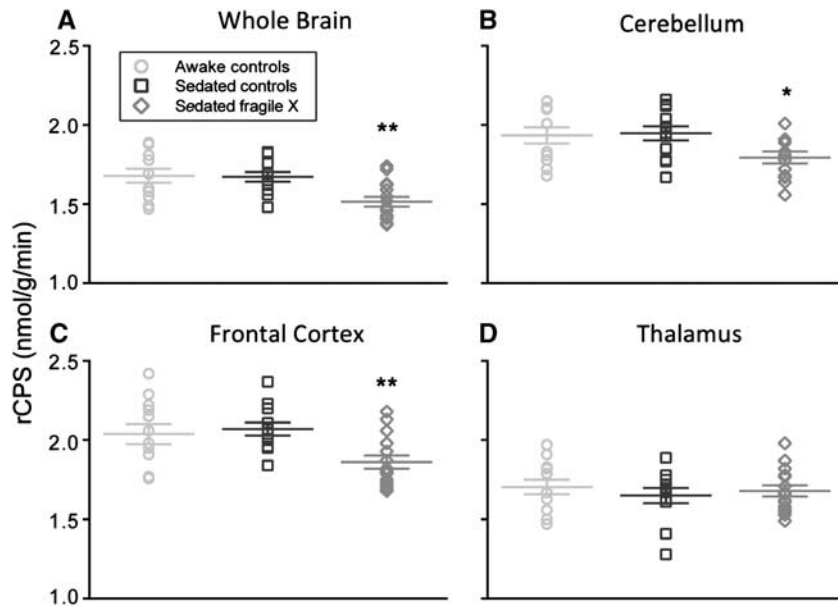 A Whole Brain
B Cerebellum
2.5
2.0
1.5
1.0
Awake controls
Sedated controls
Sedated fragile X
**
*
rCPS (nmol/g/min)
C Frontal Cortex
D Thalamus
2.5
2.0
1.5
1.0
**